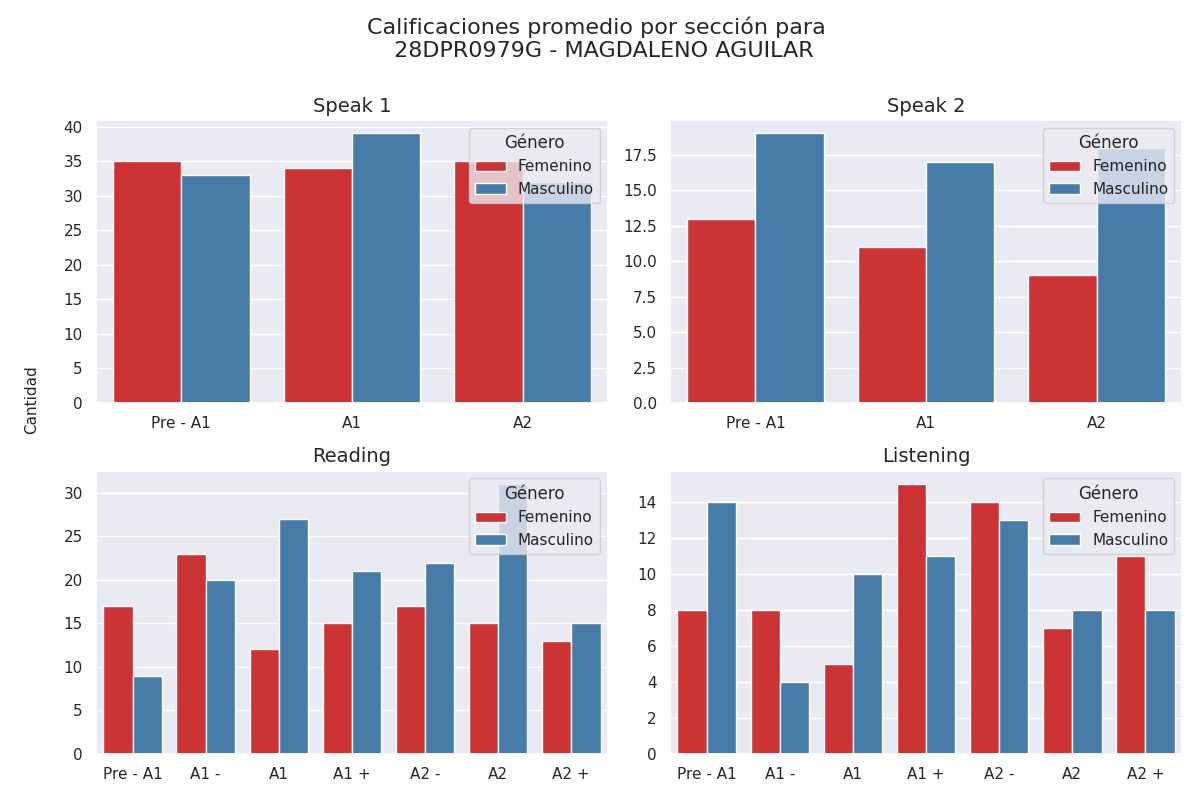 Calificaciones promedio por sección para
28DPR0979G - MAGDALENO AGUILAR
Cantidad
Speak 1
40
35
30
25
20
15
10
5
0
Pre - A1 A1 A2
Género
Femenino
Masculino
Speak 2
17.5
15.0
12.5
10.0
7.5
5.0
2.5
0.0
Pre - A1 A1 A2
Género
Femenino
Masculino
Reading
30
25
20
15
10
5
0
Pre - A1 A1 - A1 A1 + A2 - A2 A2 +
Género
Femenino
Masculino
Listening
14
12
10
8
6
4
2
0
Pre - A1 A1 - A1 A1 + A2 - A2 A2 +
Género
Femenino
Masculino